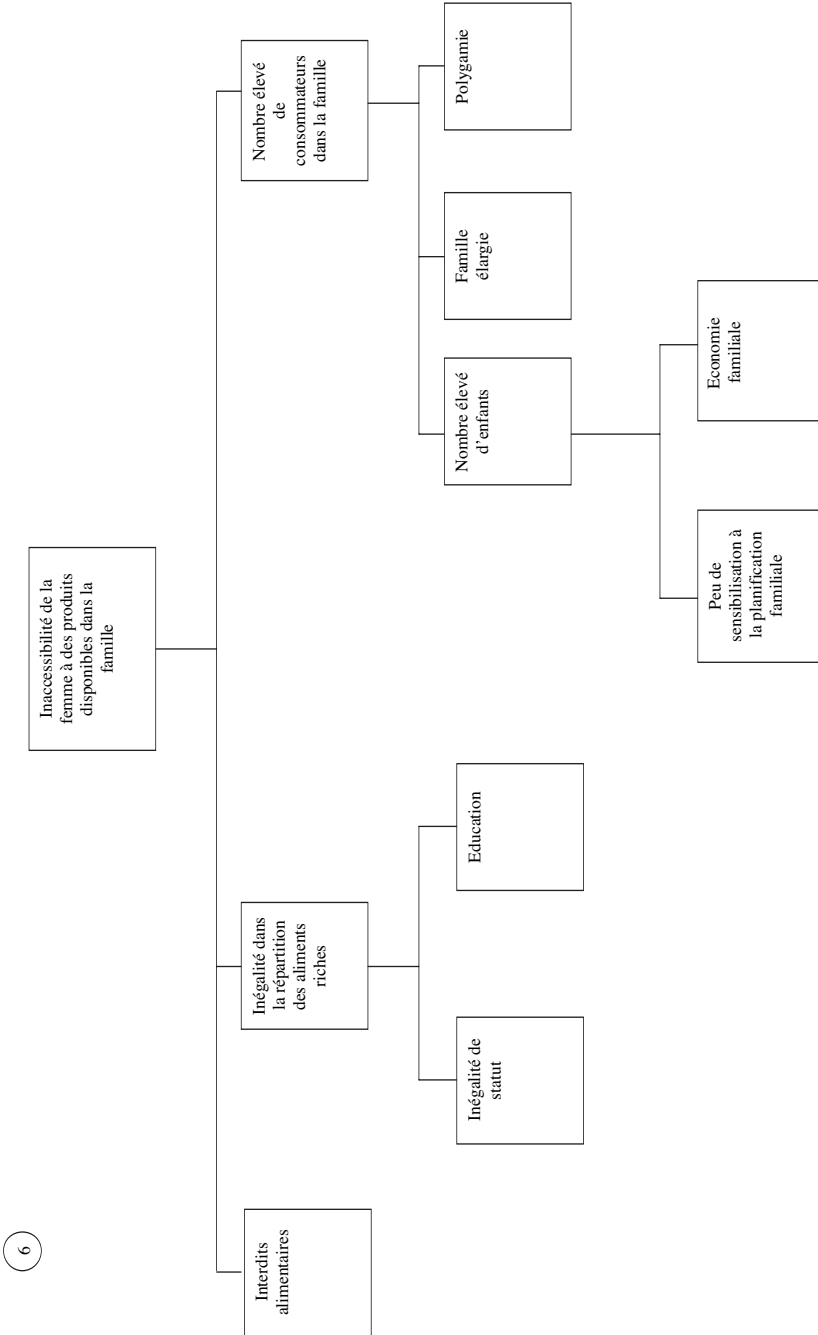 6
Inaccessibilité de la
femme à des produits
disponibles dans la
famille
Interdits
alimentaires
Inégalité dans
la répartition
des aliments
riches
Nombre élevé
de
consommateurs
dans la famille
Inégalité de
statut
Education
Nombre élevé
d'enfants
Famille
élargie
Polygamie
Peu de
sensibilisation à
la planification
familiale
Economie
familiale